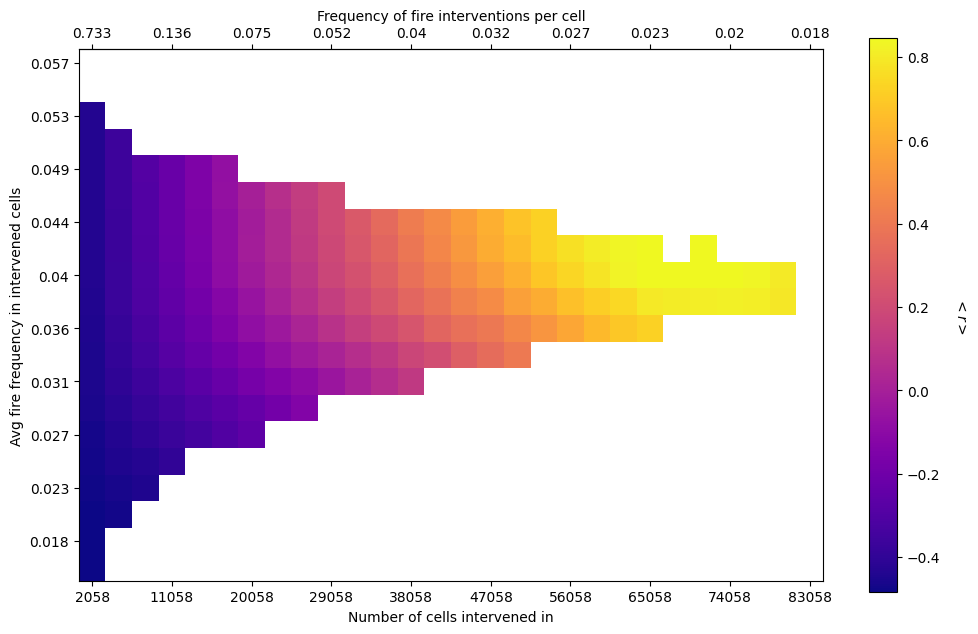 Frequency of fire interventions per cell
0.733 0.136 0.075 0.052 0.04 0.032 0.027 0.023 0.02 0.018
0.057
0.053
0.049
0.044
0.04
0.036
0.031
0.027
0.023
0.018
Avg fire frequency in intervened cells
2058 11058 20058 29058 38058 47058 56058 65058 74058 83058
Number of cells intervened in
0.8
0.6
0.4
0.2
0.0
−0.2
−0.4
< r >